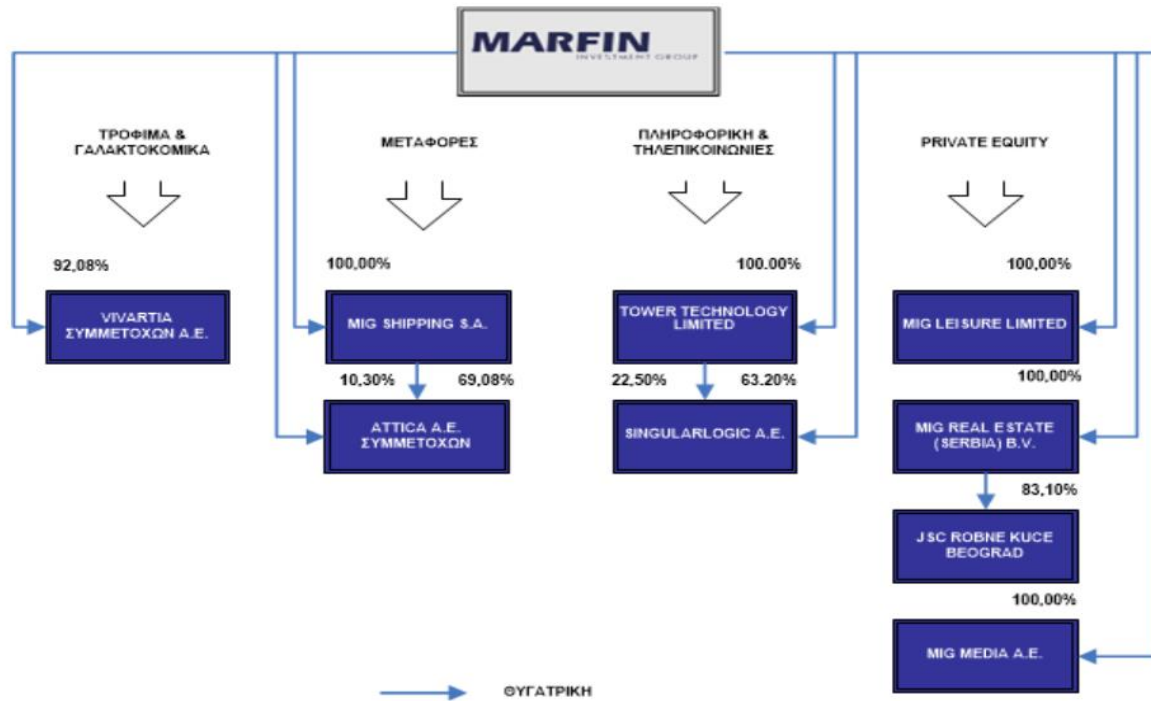 MARFIN
INVESTMENT GROUP
ΤΡΟΦΙΜΑ &
ΓΑΛΑΚΤΟΚΟΜΙΚΑ
ΜΕΤΑΦΟΡΕΣ
ΠΛΗΡΟΦΟΡΙΚΗ &
ΤΗΛΕΠΙΚΟΙΝΩΝΙΕΣ
PRIVATE EQUITY
92,08%
100,00%
100.00%
100,00%
VIVARTIA
ΣΥΜΜΕΤΟΧΩΝ Α.Ε.
MIG SHIPPING S.A.
TOWER TECHNOLOGY
LIMITED
MIG LEISURE LIMITED
10,30%
69,08%
22,50%
63.20%
100,00%
ATTICA A.E.
ΣΥΜΜΕΤΟΧΩΝ
SINGULARLOGIC A.E.
MIG REAL ESTATE
(SERBIA) B.V.
83,10%
JSC ROBNE KUCE
BEOGRAD
100,00%
MIG MEDIA A.E.
ΘΥΓΑΤΡΙΚΗ